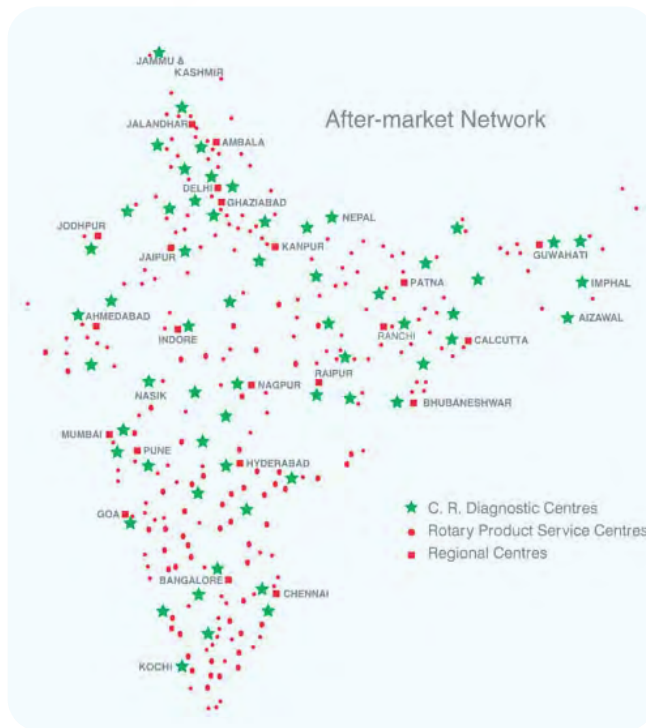 JAMMU &
KASHMIR
After-market Network
JALANDHAR
AMBALA
DELHI
GHAZIABAD
NEPAL
JODHPUR
JAIPUR
KANPUR
GUWAHATI
PATNA
IMPHAL
AHMEDABAD
INDORE
RANCHI
AIZAWAL
CALCUTTA
RAIPUR
NAGPUR
NASIK
BHUBANESHWAR
MUMBAI
PUNE
HYDERABAD
GOA
C. R. Diagnostic Centres
Rotary Product Service Centres
Regional Centres
BANGALORE
CHENNAI
KOCHI